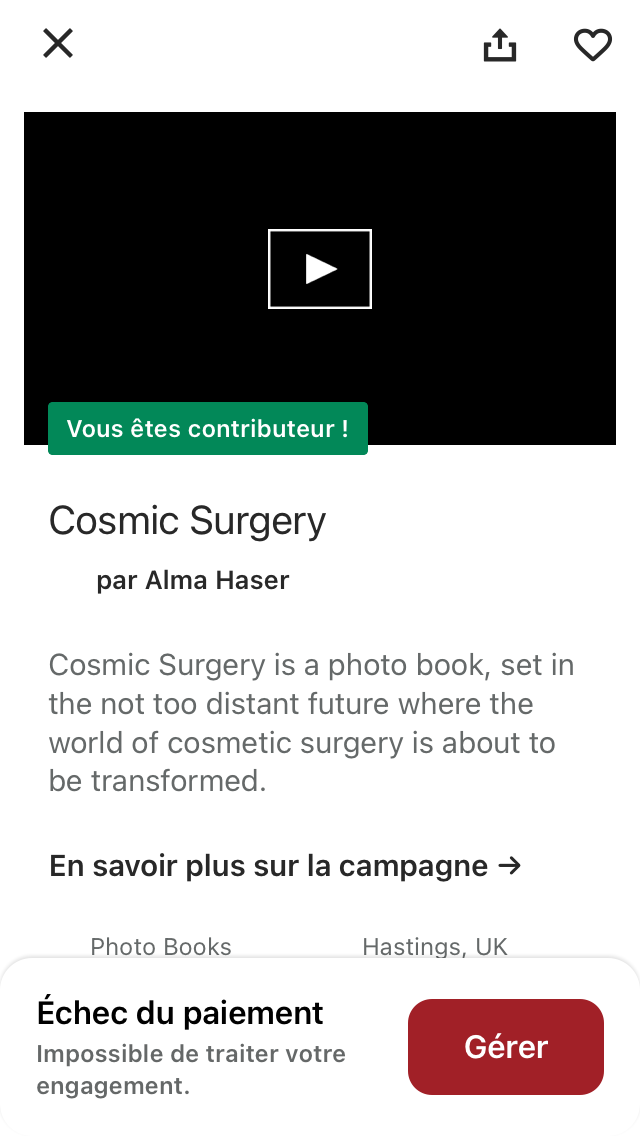 Vous êtes contributeur !
Cosmic Surgery
par Alma Haser
Cosmic Surgery is a photo book, set in
the not too distant future where the
world of cosmetic surgery is about to
be transformed.
En savoir plus sur la campagne →
Photo Books
Hastings, UK
Échec du paiement
Impossible de traiter votre
engagement.
Gérer